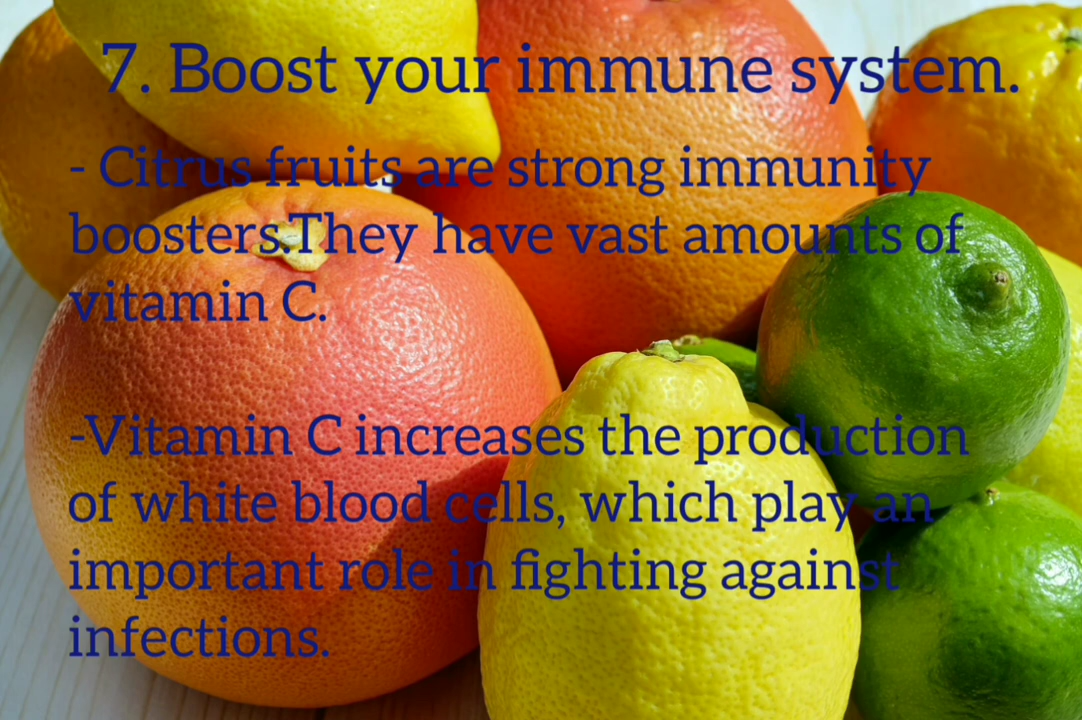 7. Boost your immune system.
- Citrus fruits are strong immunity
boosters.They have vast amounts of
vitamin C.
-Vitamin C increases the production
of white blood cells, which play an
important role in fighting against
infections.